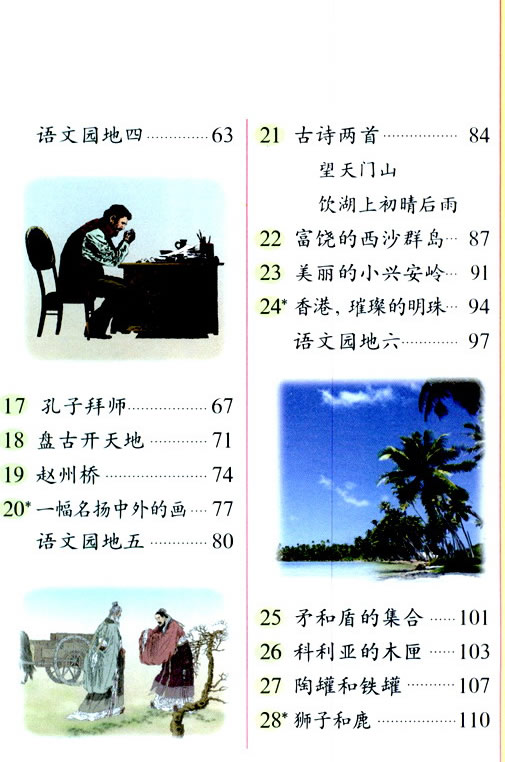 语文园地四 ………… 63
17 孔子拜师 ………… 67
18 盘古开天地 ………… 71
19 赵州桥 ………… 74
20* 一幅名扬中外的画 …… 77
语文园地五 ………… 80
21 古诗两首 ………… 84
望天门山
饮湖上初晴后雨
22 富饶的西沙群岛 … 87
23 美丽的小兴安岭 … 91
24* 香港，璀璨的明珠 … 94
语文园地六 ………… 97
25 矛和盾的集合 …… 101
26 科利亚的木匣 …… 103
27 陶罐和铁罐 ……… 107
28* 狮子和鹿 ………… 110